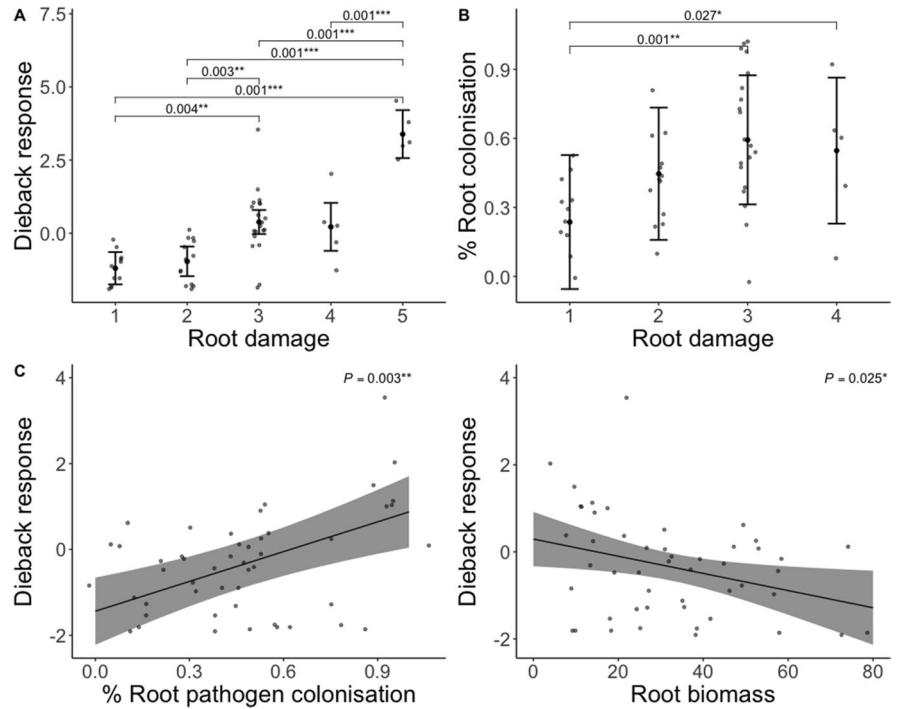 A
7.5
5.0
2.5
0.0
Dieback response
0.001***
0.001***
0.001***
0.003**
0.001***
0.004**
1 2 3 4 5
Root damage
B
0.9
0.6
0.3
0.0
% Root colonisation
0.027*
0.001**
1 2 3 4
Root damage
C
4
2
0
-2
Dieback response
P = 0.003**
0.0 0.3 0.6 0.9
% Root pathogen colonisation
4
2
0
-2
Dieback response
P = 0.025*
0 20 40 60 80
Root biomass